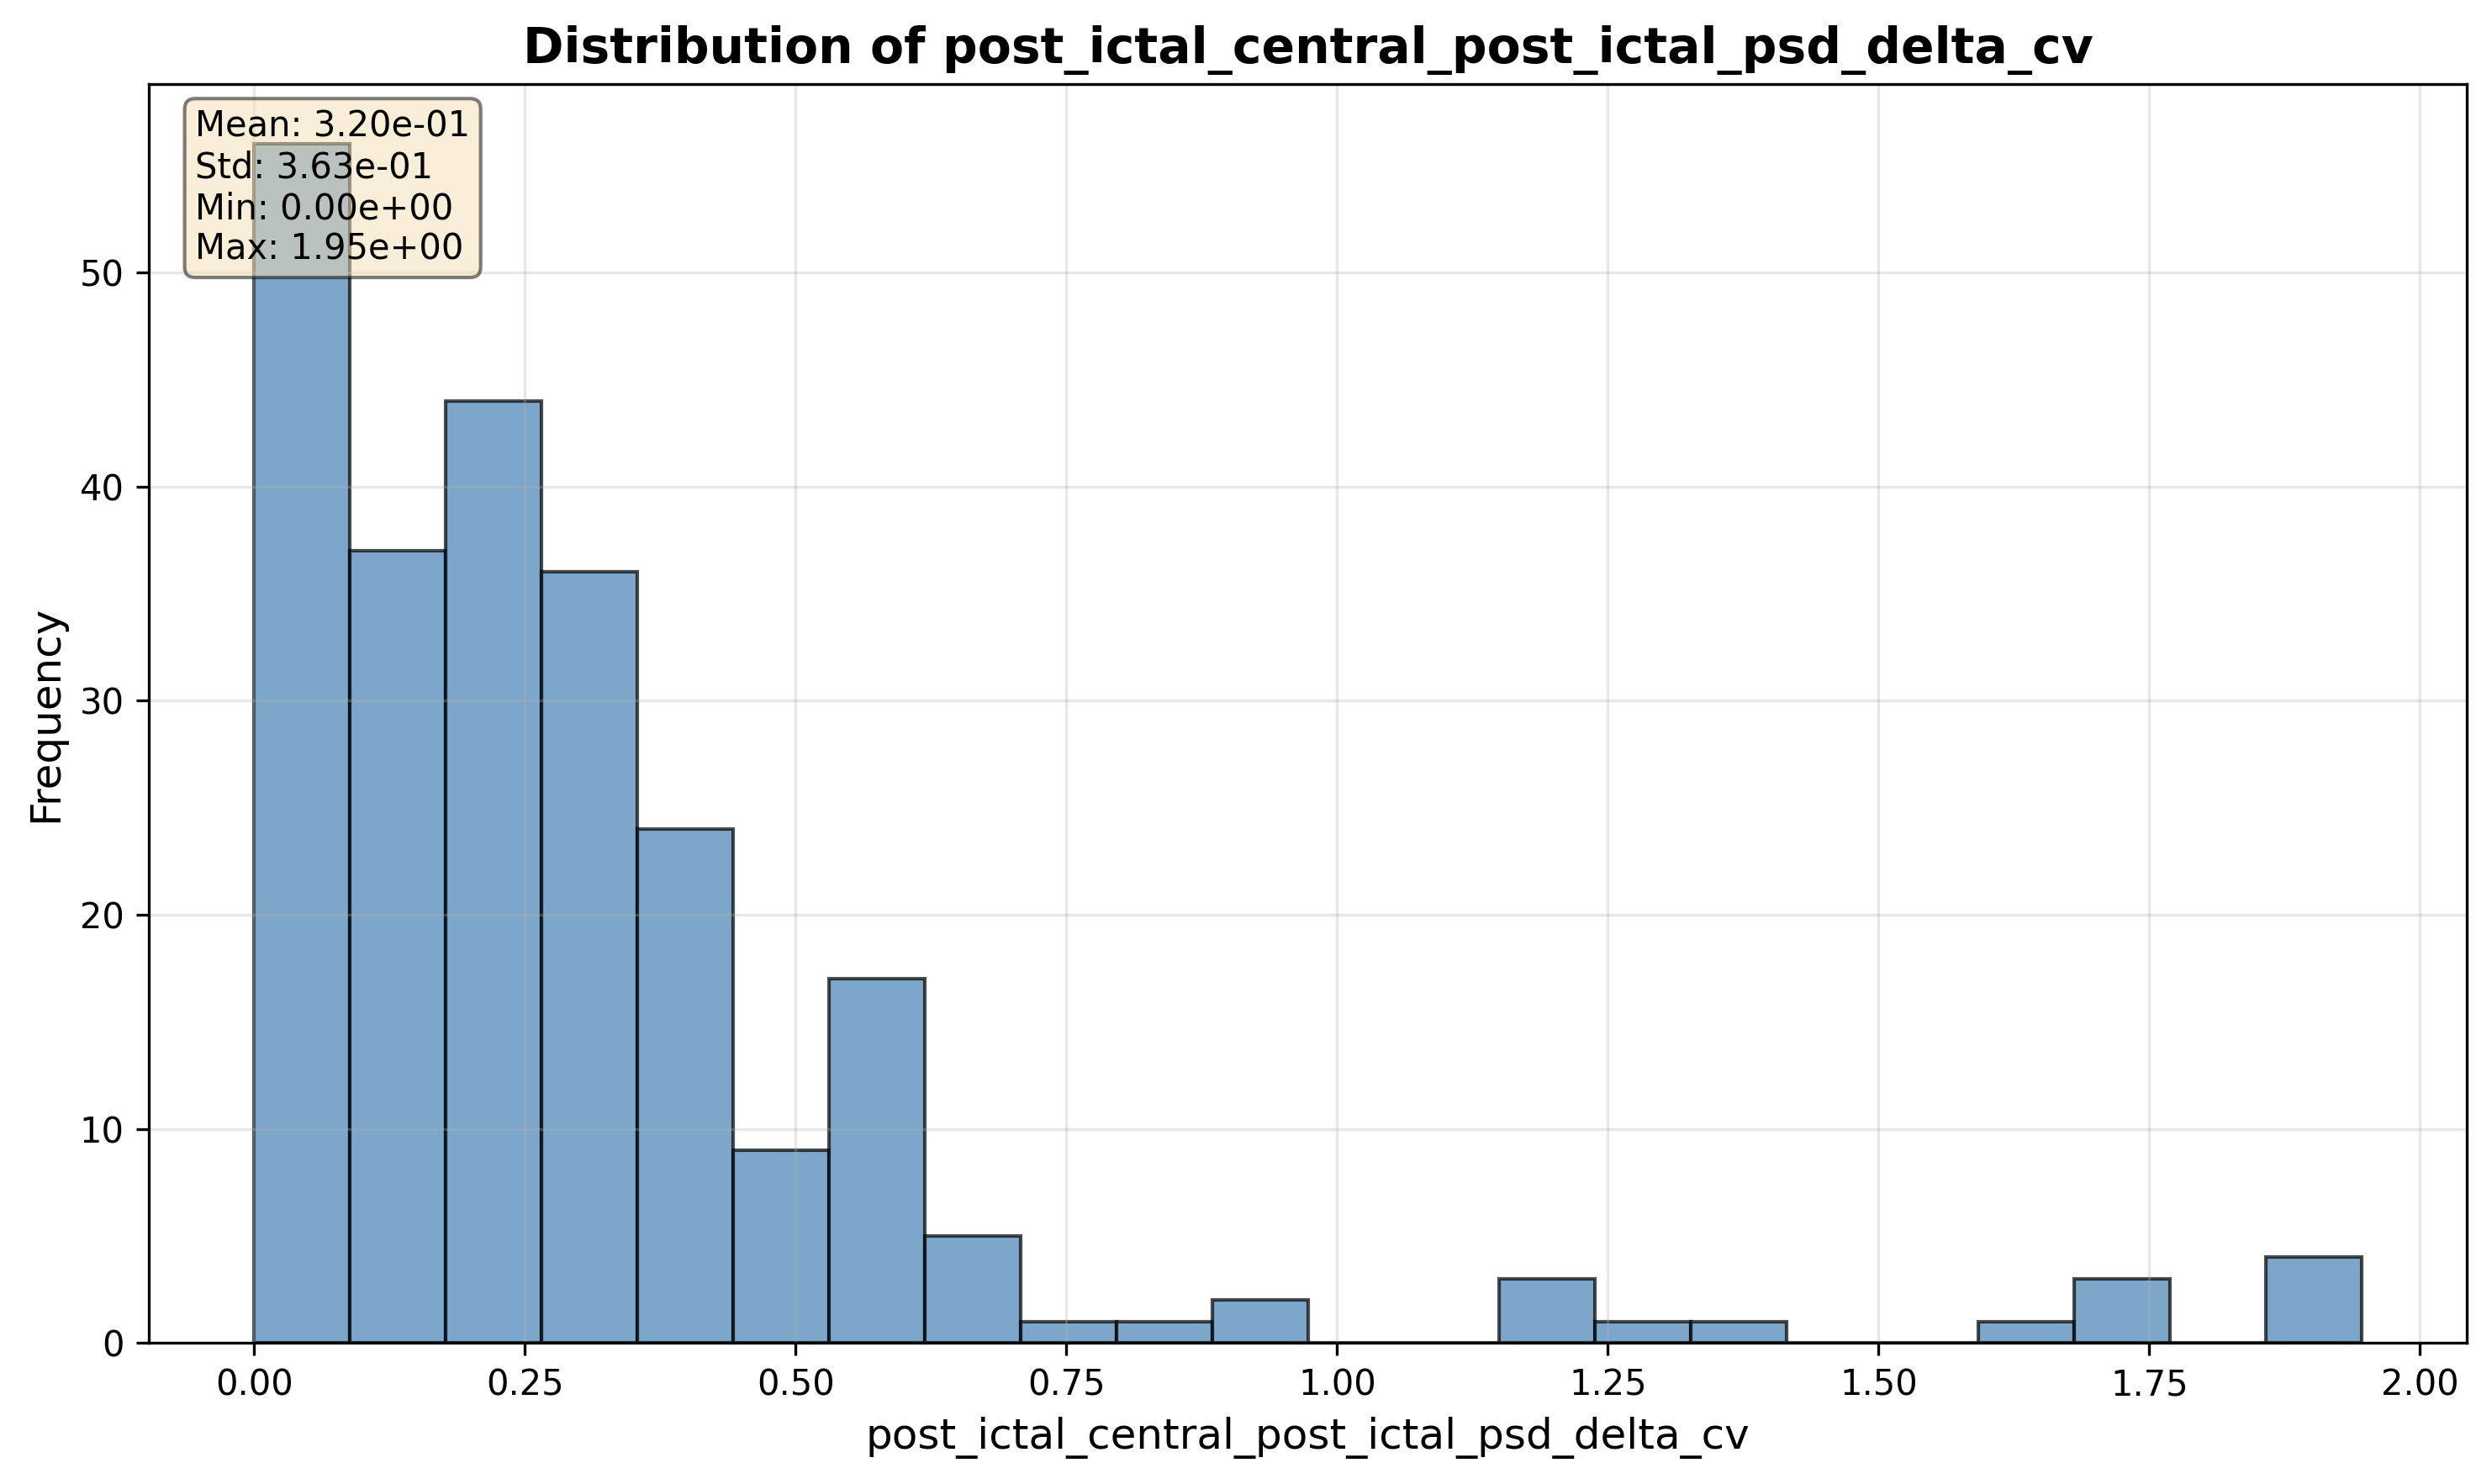 Distribution of post_ictal_central_post_ictal_psd_delta_cv
Mean: 3.20e-01
Std: 3.63e-01
Min: 0.00e+00
Max: 1.95e+00
50
40
30
20
10
0
Frequency
0.00 0.25 0.50 0.75 1.00 1.25 1.50 1.75 2.00
post_ictal_central_post_ictal_psd_delta_cv